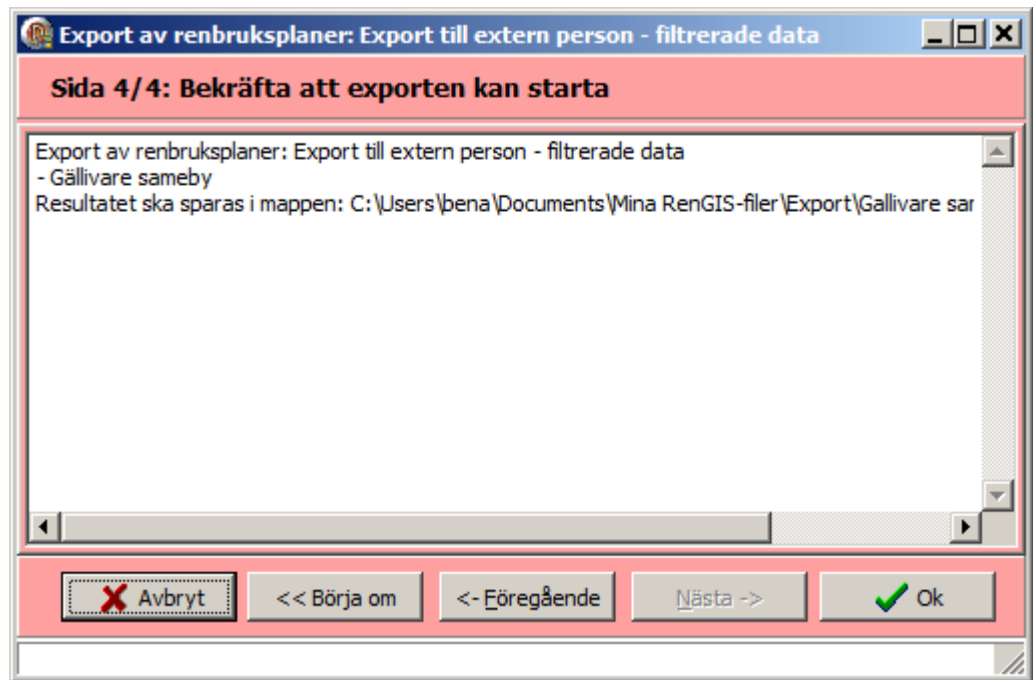 Export av renbruksplaner: Export till extern person - filtrerade data
Sida 4/4: Bekräfta att exporten kan starta
Export av renbruksplaner: Export till extern person - filtrerade data
- Gällivare sameby
Resultatet ska sparas i mappen: C:\Users\bena\Documents\Mina RenGIS-filer\Export\Gallivare sar
Avbryt
<< Börja om
<- Föregående
Nästa ->
Ok